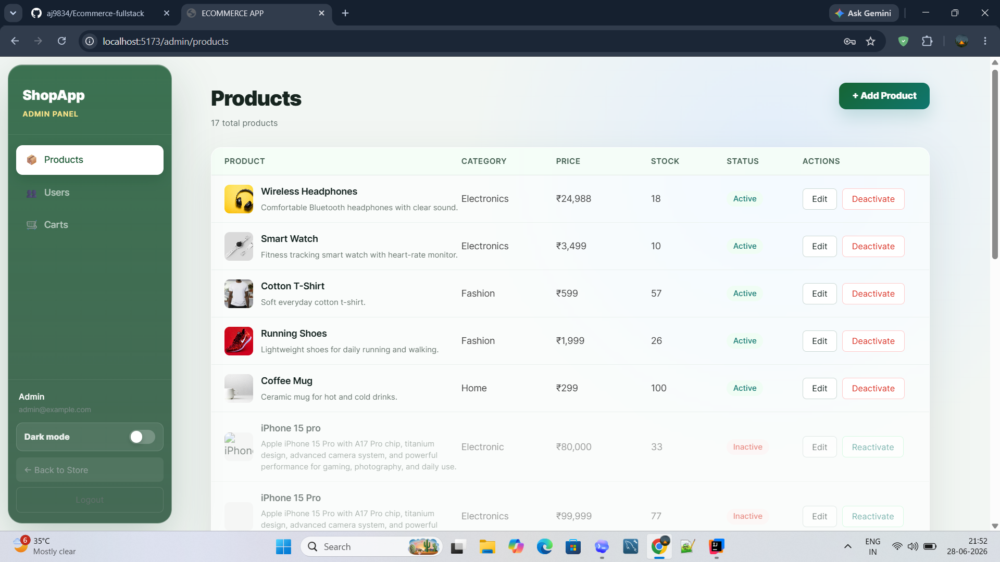 aj9834/Ecommerce-fullstack
ECOMMERCE APP
Ask Gemini
localhost:5173/admin/products
ShopApp
ADMIN PANEL
Products
Users
Carts
Admin
admin@example.com
Dark mode
← Back to Store
Logout
Products
17 total products
+ Add Product
PRODUCT CATEGORY PRICE STOCK STATUS ACTIONS
Wireless Headphones
Comfortable Bluetooth headphones with clear sound.
Electronics ₹24,988 18 Active Edit Deactivate
Smart Watch
Fitness tracking smart watch with heart-rate monitor.
Electronics ₹3,499 10 Active Edit Deactivate
Cotton T-Shirt
Soft everyday cotton t-shirt.
Fashion ₹599 57 Active Edit Deactivate
Running Shoes
Lightweight shoes for daily running and walking.
Fashion ₹1,999 26 Active Edit Deactivate
Coffee Mug
Ceramic mug for hot and cold drinks.
Home ₹299 100 Active Edit Deactivate
iPhone
iPhone 15 pro
Apple iPhone 15 Pro with A17 Pro chip, titanium
design, advanced camera system, and powerful
performance for gaming, photography, and daily use.
Electronic ₹80,000 33 Inactive Edit Reactivate
iPhone 15 Pro
Apple iPhone 15 Pro with A17 Pro chip, titanium
design, advanced camera system, and powerful
Electronics ₹99,999 77 Inactive Edit Reactivate
6
35°C
Mostly clear
Search
ENG
IN
21:52
28-06-2026